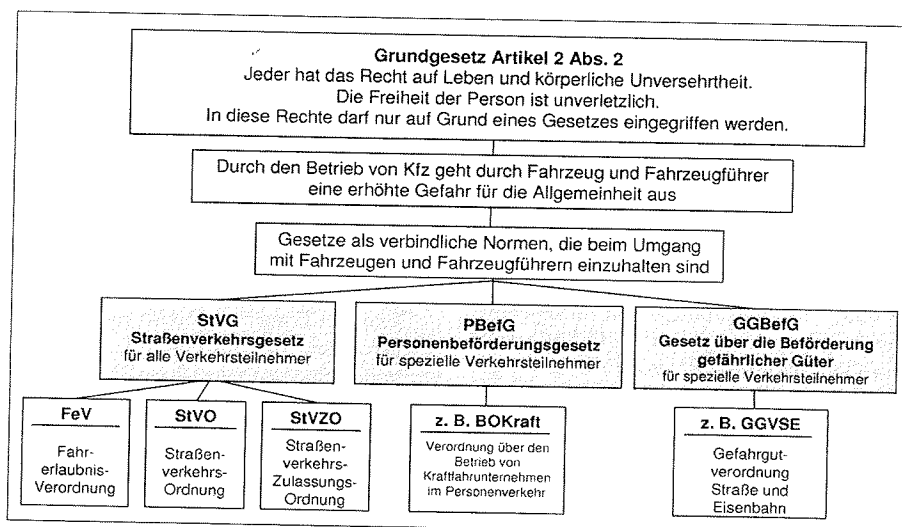 Grundgesetz Artikel 2 Abs. 2
Jeder hat das Recht auf Leben und körperliche Unversehrtheit.
Die Freiheit der Person ist unverletzlich.
In diese Rechte darf nur auf Grund eines Gesetzes eingegriffen werden.
Durch den Betrieb von Kfz geht durch Fahrzeug und Fahrzeugführer
eine erhöhte Gefahr für die Allgemeinheit aus
Gesetze als verbindliche Normen, die beim Umgang
mit Fahrzeugen und Fahrzeugführern einzuhalten sind
StVG
Straßenverkehrsgesetz
für alle Verkehrsteilnehmer
PBefG
Personenbeförderungsgesetz
für spezielle Verkehrsteilnehmer
GGBefG
Gesetz über die Beförderung
gefährlicher Güter
für spezielle Verkehrsteilnehmer
FeV
Fahr-
erlaubnis-
Verordnung
StVO
Straßen-
verkehrs-
Ordnung
StVZO
Straßen-
verkehrs-
Zulassungs-
Ordnung
z. B. BOKraft
Verordnung über den
Betrieb von
Kraftfahrunternehmen
im Personenverkehr
z. B. GGVSE
Gefahrgut-
verordnung
Straße und
Eisenbahn